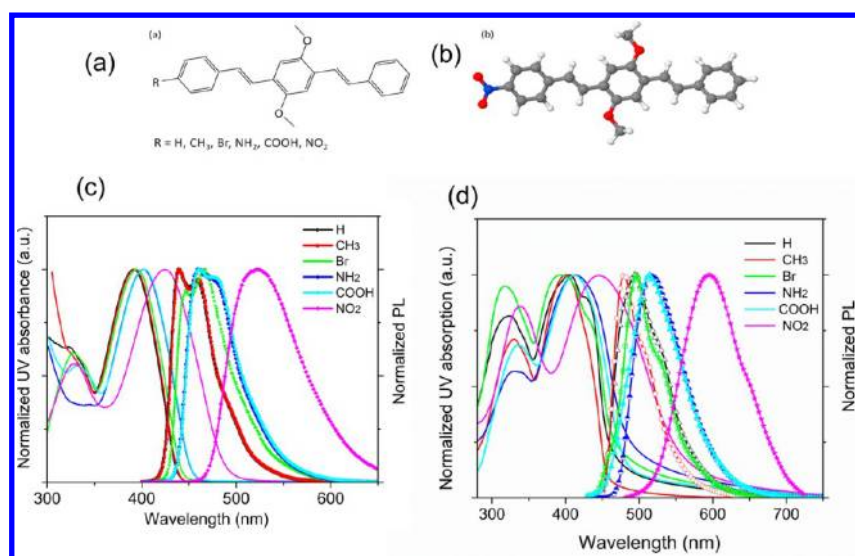 (a)
(a)
R
O
O
R = H, CH₃, Br, NH₂, COOH, NO₂
(b)
(b)
(c)
H
CH3
Br
NH2
COOH
NO2
Normalized UV absorbance (a.u.)
Normalized PL
300 400 500 600
Wavelength (nm)
(d)
H
CH3
Br
NH2
COOH
NO2
Normalized UV absorption (a.u.)
Normalized PL
300 400 500 600 700
Wavelength (nm)